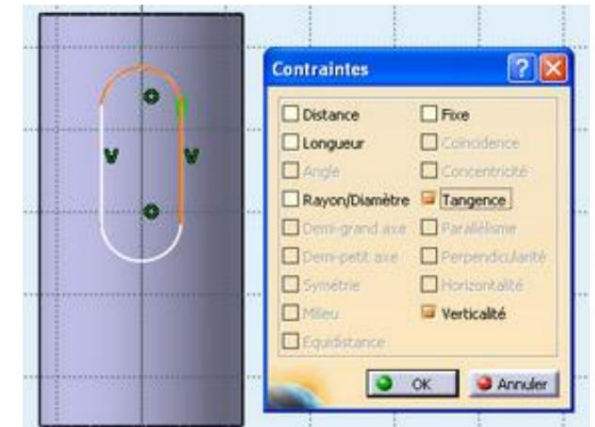 Contraintes
Distance
Fixe
Longueur
Coïncidence
Angle
Concentricité
Rayon/Diamètre
Tangence
Demi-grand axe
Parallélisme
Demi-petit axe
Perpendicularité
Symétrie
Horizontalité
Milieu
Verticalité
Equidistance
OK
Annuler
V
V